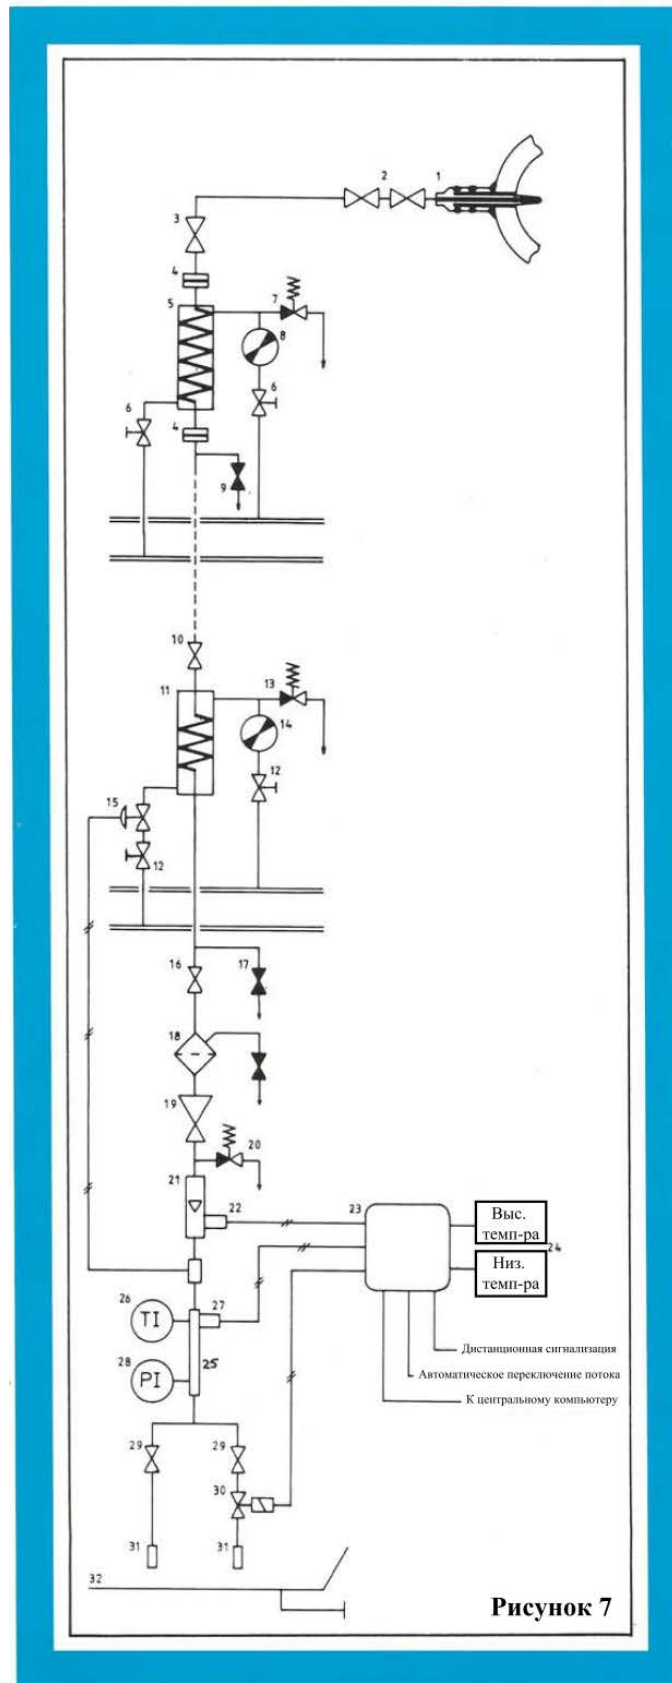 2 1
3
4
5 7
8
6 6
4
9
10
11 13
14
12
15
12
16 17
18
19
20
21
22 23
Выс.
темп-ра
24
Низ.
темп-ра
26 27
TI
28 25
PI
Дистанционная сигнализация
Автоматическое переключение потока
К центральному компьютеру
29 29
30
31 31
32
Рисунок 7